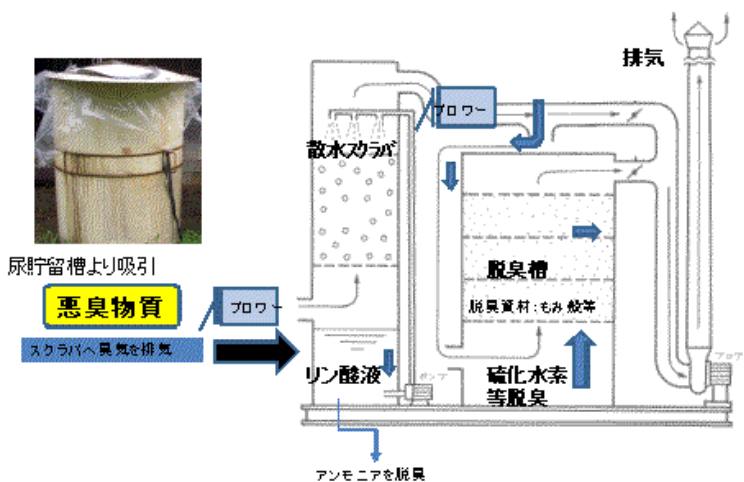 排気
ブロワー
散水スクラバ
尿貯留槽より吸引
悪臭物質
ブロワー
スクラバへ臭気を排気
脱臭槽
脱臭資材：もみ殻等
リン酸液
ポンプ
硫化水素
等脱臭
ブロア
アンモニアを脱臭